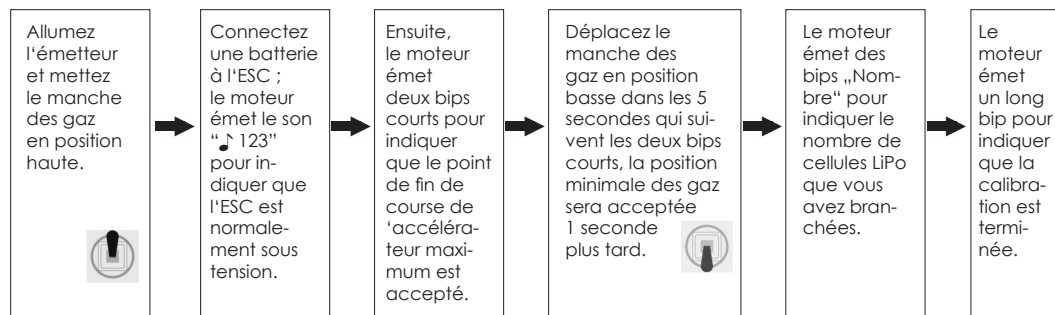 Allumez
l‘émetteur
et mettez
le manche
des gaz
en position
haute.
Connectez
une batterie
à l‘ESC ;
le moteur
émet le son
“♪ 123”
pour in-
diquer que
l‘ESC est
normale-
ment sous
tension.
Ensuite,
le moteur
émet
deux bips
courts pour
indiquer
que le point
de fin de
course de
‘accéléra-
teur maxi-
mum est
accepté.
Déplacez le
manche des
gaz en position
basse dans les 5
secondes qui sui-
vent les deux bips
courts, la position
minimale des gaz
sera acceptée
1 seconde
plus tard.
Le moteur
émet des
bips „Nom-
bre“ pour
indiquer le
nombre de
cellules LiPo
que vous
avez bran-
chées.
Le
moteur
émet
un long
bip pour
indiquer
que la
calibra-
tion est
termi-
née.